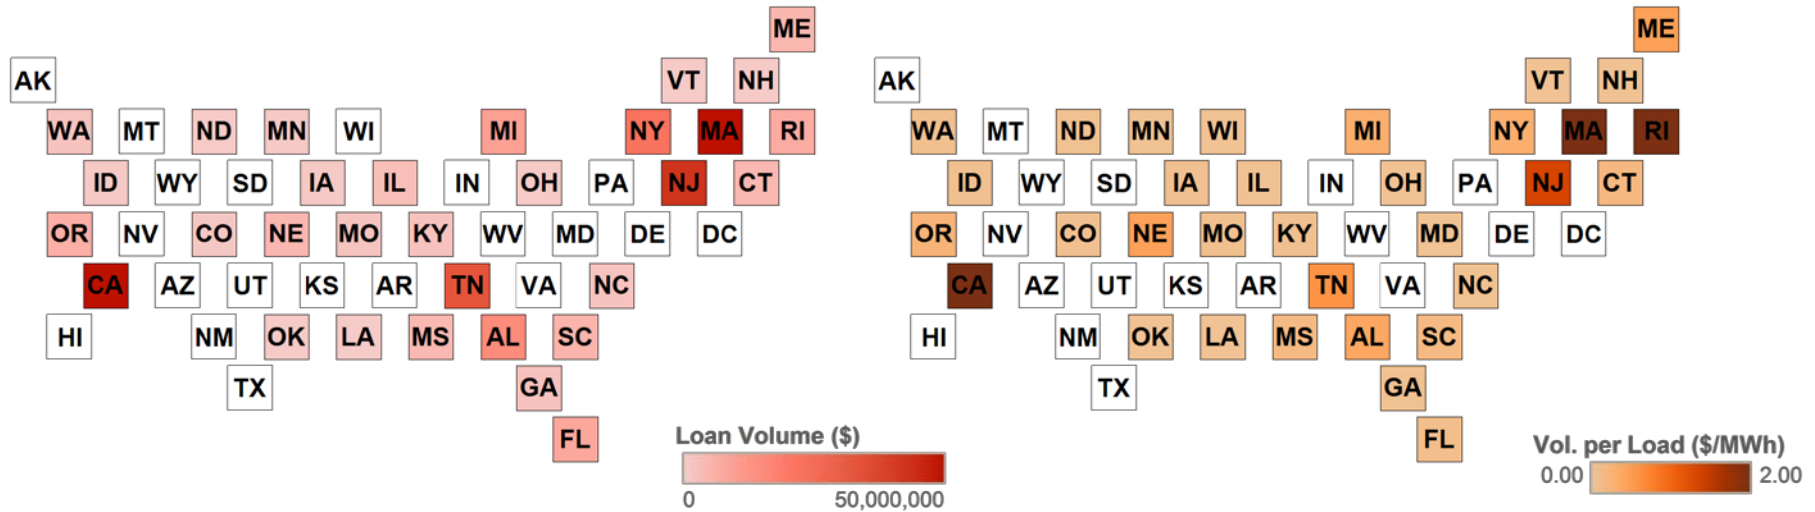 ME
AK VT NH
WA MT ND MN WI MI NY MA RI
ID WY SD IA IL IN OH PA NJ CT
OR NV CO NE MO KY WV MD DE DC
CA AZ UT KS AR TN VA NC
HI NM OK LA MS AL SC
TX GA
FL
Loan Volume ($)
0 50,000,000
ME
AK VT NH
WA MT ND MN WI MI NY MA RI
ID WY SD IA IL IN OH PA NJ CT
OR NV CO NE MO KY WV MD DE DC
CA AZ UT KS AR TN VA NC
HI NM OK LA MS AL SC
TX GA
FL
Vol. per Load ($/MWh)
0.00 2.00